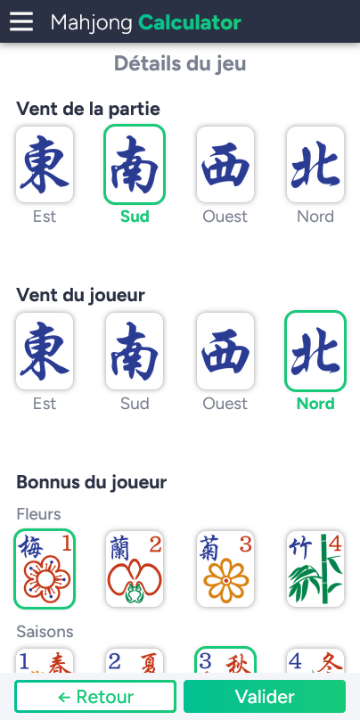 Mahjong Calculator
Détails du jeu
Vent de la partie
東 南 西 北
Est Sud Ouest Nord
Vent du joueur
東 南 西 北
Est Sud Ouest Nord
Bonnus du joueur
Fleurs
梅 1 蘭 2 菊 3 竹 4
Saisons
1 春 2 夏 3 秋 4 冬
← Retour Valider